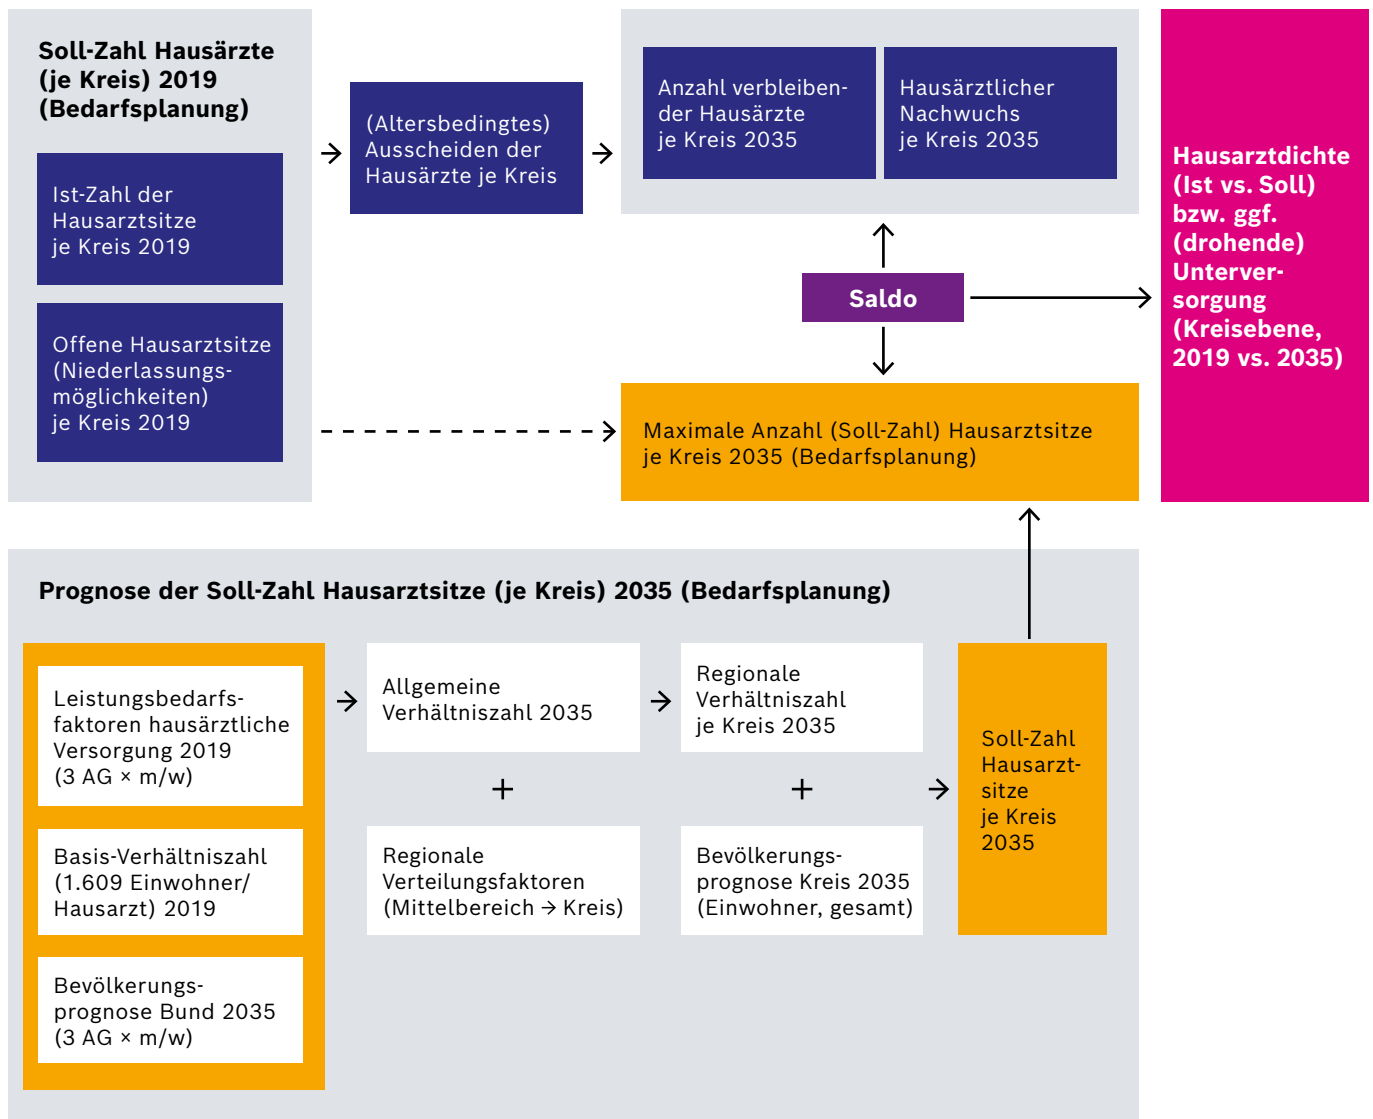 Soll-Zahl Hausärzte
(je Kreis) 2019
(Bedarfsplanung)
Ist-Zahl der
Hausarztsitze
je Kreis 2019
Offene Hausarztsitze
(Niederlassungs-
möglichkeiten)
je Kreis 2019
(Altersbedingtes)
Ausscheiden der
Hausärzte je Kreis
Anzahl verbleiben-
der Hausärzte
je Kreis 2035
Hausärztlicher
Nachwuchs
je Kreis 2035
Saldo
Maximale Anzahl (Soll-Zahl) Hausarztsitze
je Kreis 2035 (Bedarfsplanung)
Hausarztdichte
(Ist vs. Soll)
bzw. ggf.
(drohende)
Unterver-
sorgung
(Kreisebene,
2019 vs. 2035)
Prognose der Soll-Zahl Hausarztsitze (je Kreis) 2035 (Bedarfsplanung)
Leistungsbedarfs-
faktoren hausärztliche
Versorgung 2019
(3 AG × m/w)
Basis-Verhältniszahl
(1.609 Einwohner/
Hausarzt) 2019
Bevölkerungs-
prognose Bund 2035
(3 AG × m/w)
Allgemeine
Verhältniszahl 2035
+
Regionale
Verteilungsfaktoren
(Mittelbereich → Kreis)
Regionale
Verhältniszahl
je Kreis 2035
+
Bevölkerungs-
prognose Kreis 2035
(Einwohner, gesamt)
Soll-Zahl
Hausarzt-
sitze
je Kreis
2035